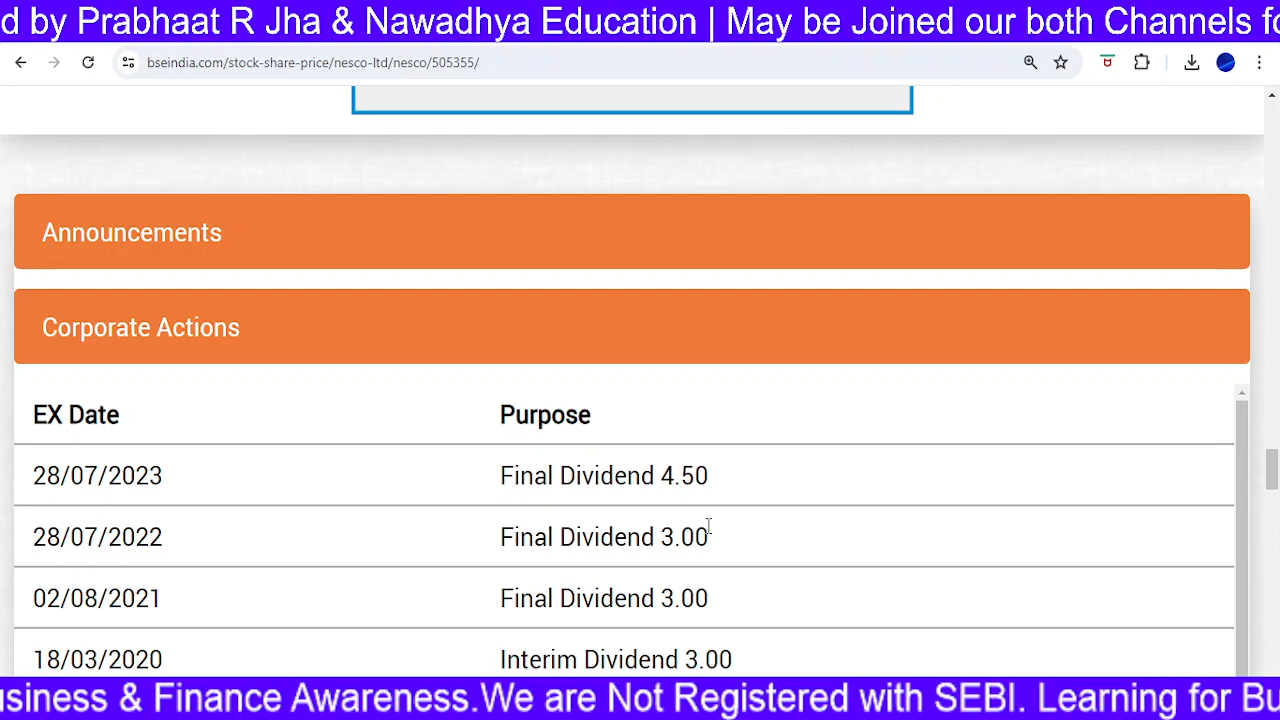 d by Prabhaat R Jha & Nawadhya Education | May be Joined our both Channels fo
bseindia.com/stock-share-price/nesco-ltd/nesco/505355/
Announcements
Corporate Actions
EX Date Purpose
28/07/2023 Final Dividend 4.50
28/07/2022 Final Dividend 3.00
02/08/2021 Final Dividend 3.00
18/03/2020 Interim Dividend 3.00
usiness & Finance Awareness.We are Not Registered with SEBI. Learning for Bu